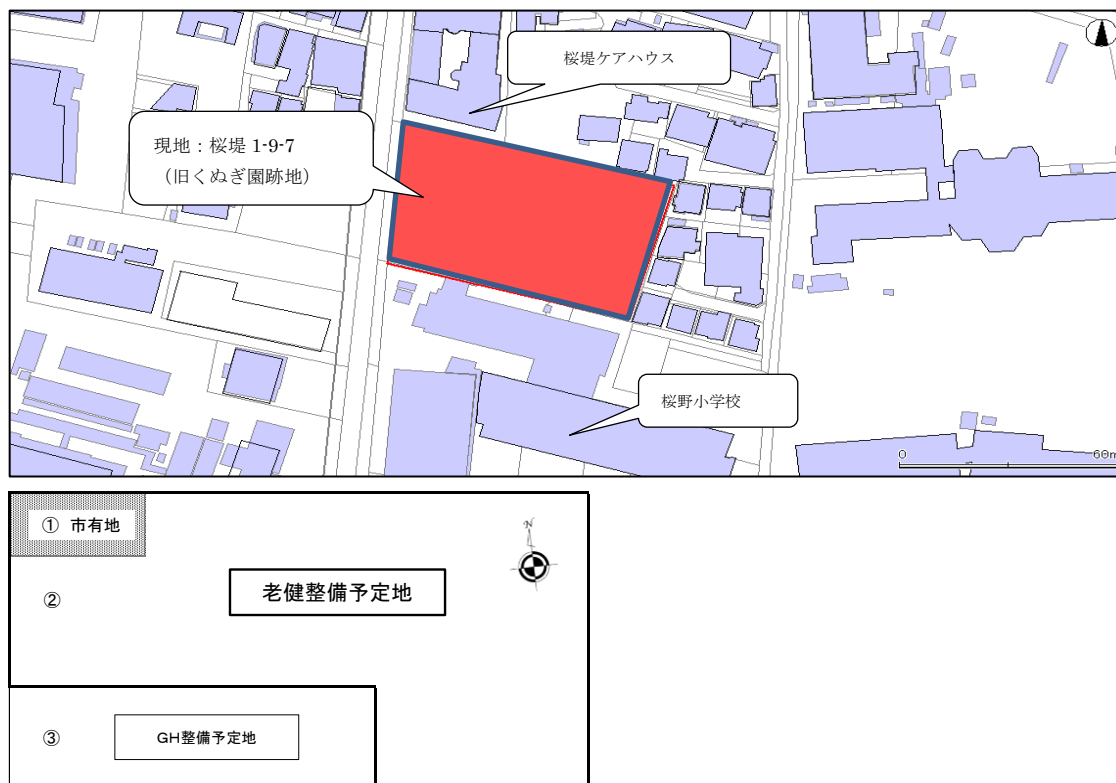 桜堤ケアハウス
現地：桜堤 1-9-7
（旧くぬぎ園跡地）
桜野小学校
0 60m
① 市有地
N
② 老健整備予定地
③ GH整備予定地